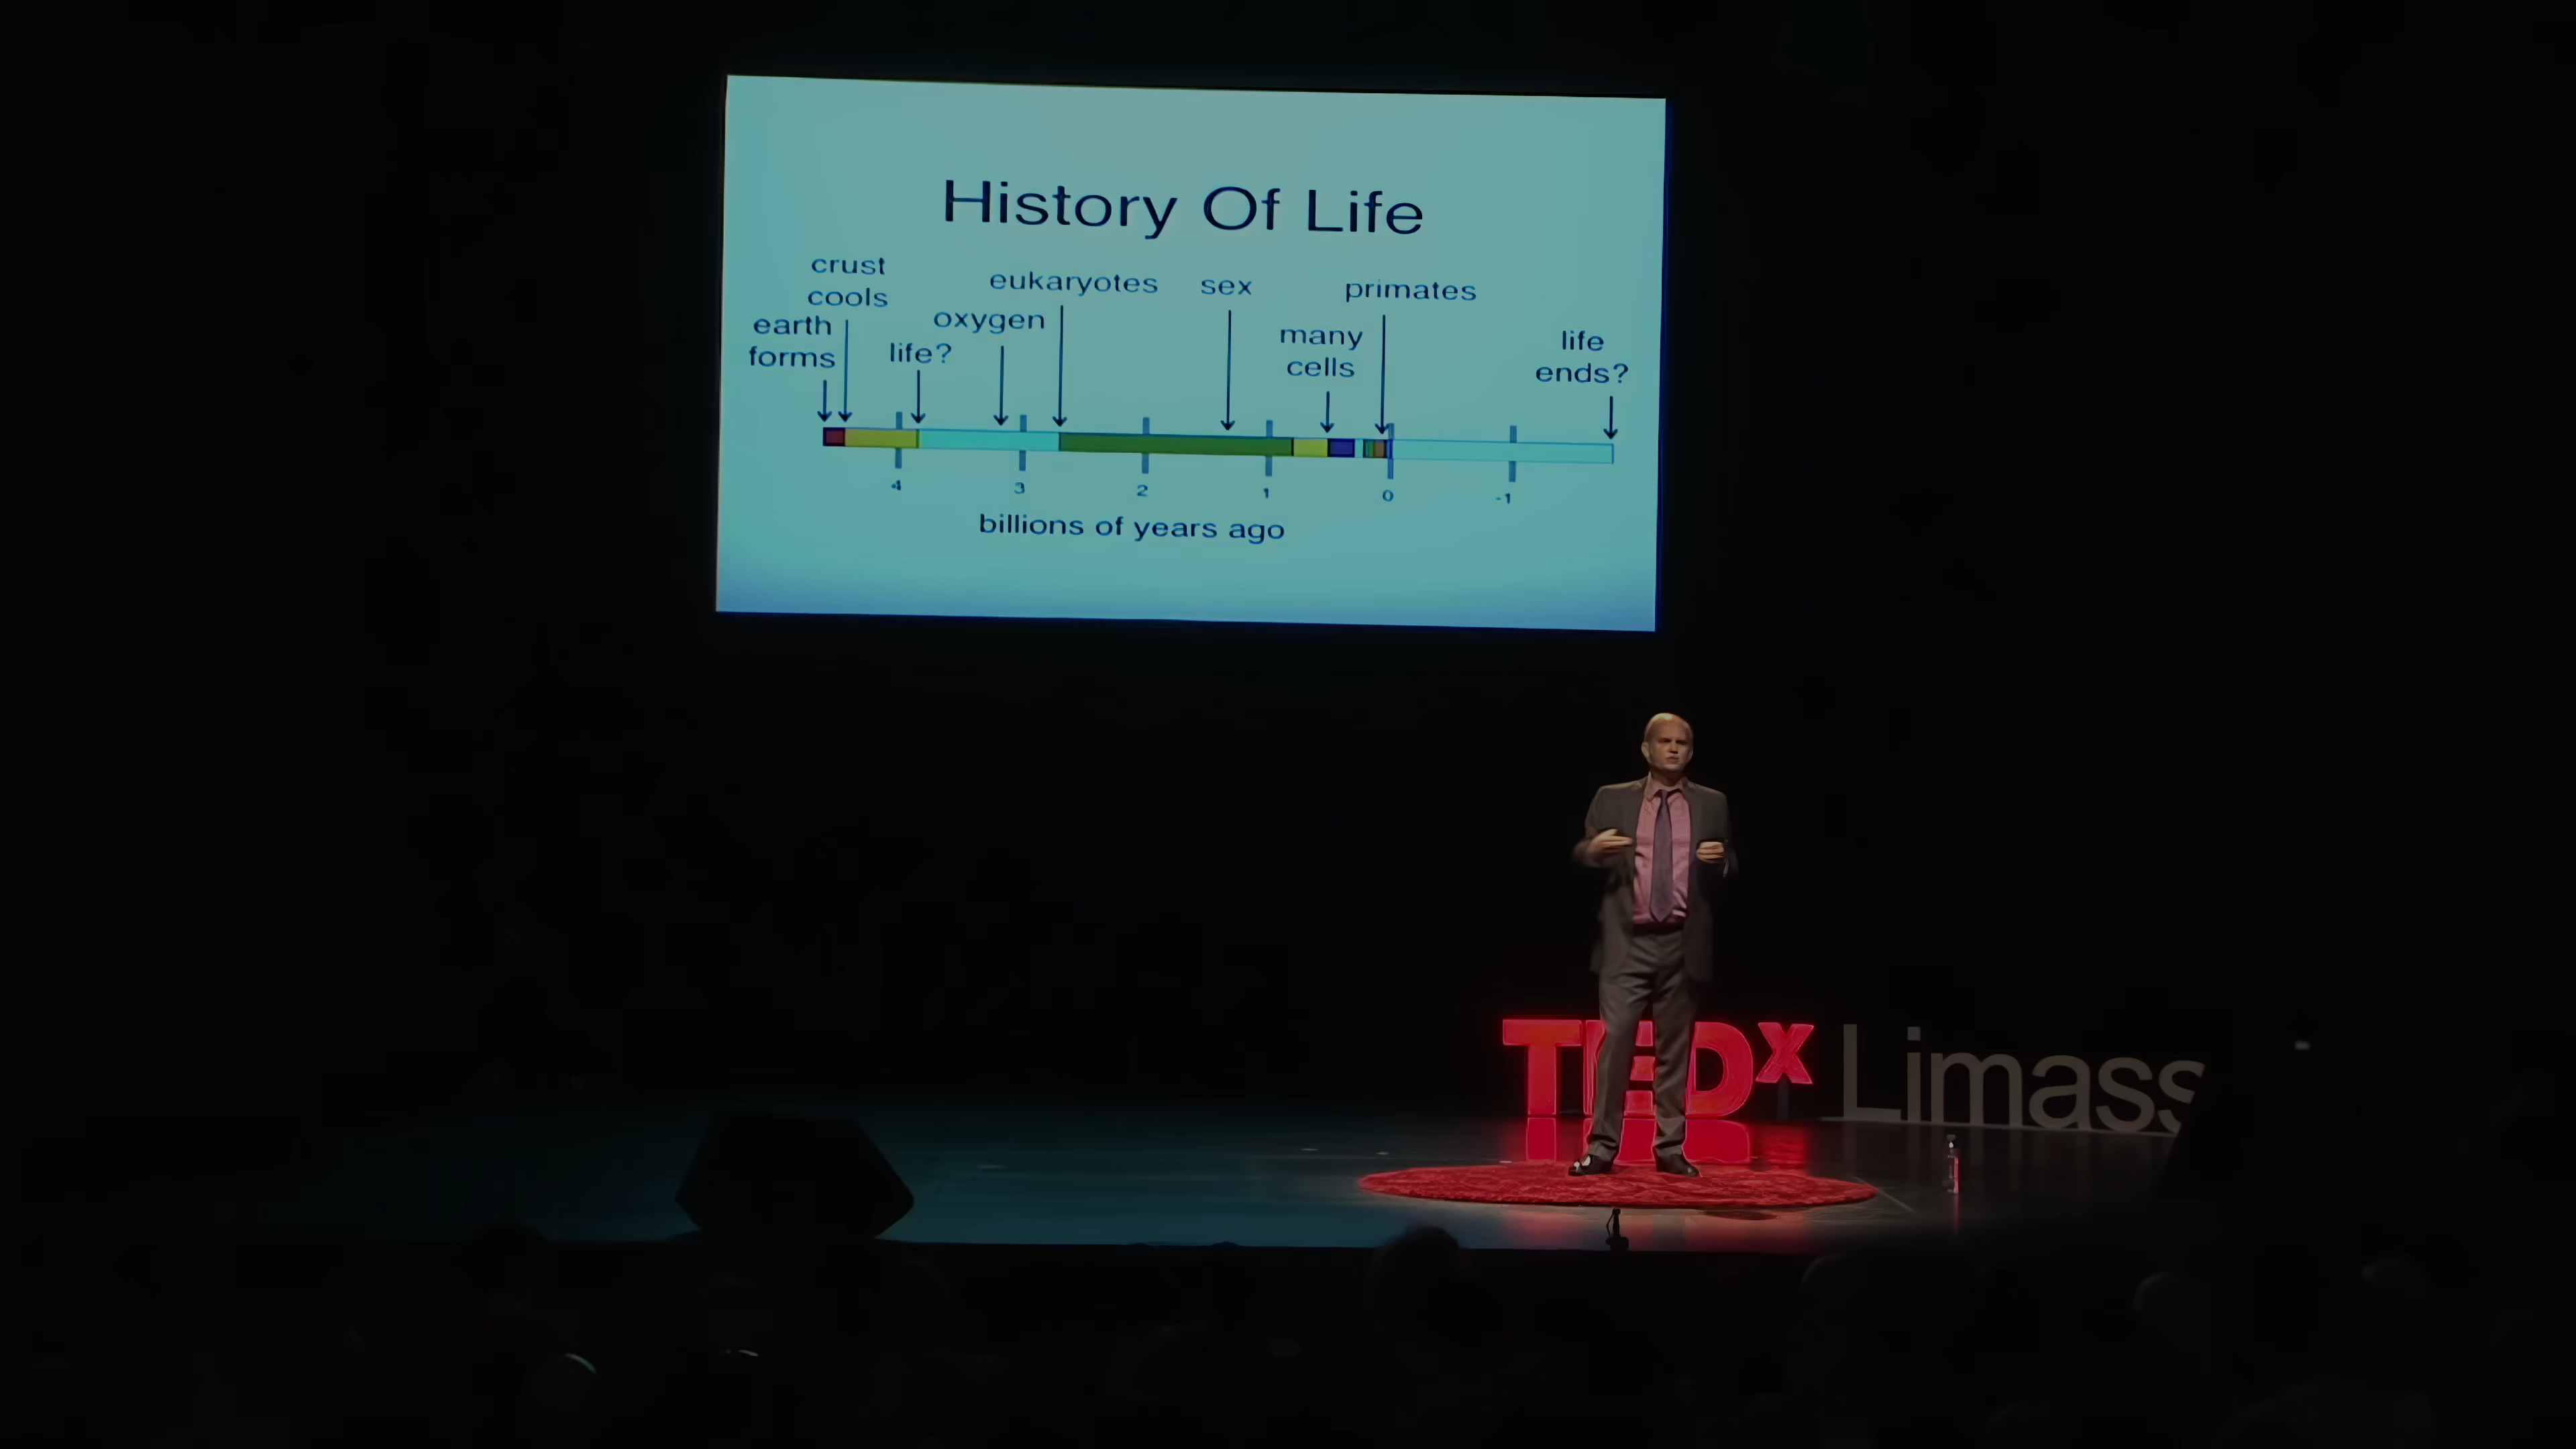 History Of Life
crust
cools
eukaryotes
sex
primates
earth
forms
oxygen
many
cells
life
ends?
life?
4
3
2
1
0
-1
billions of years ago
TEDx Limass